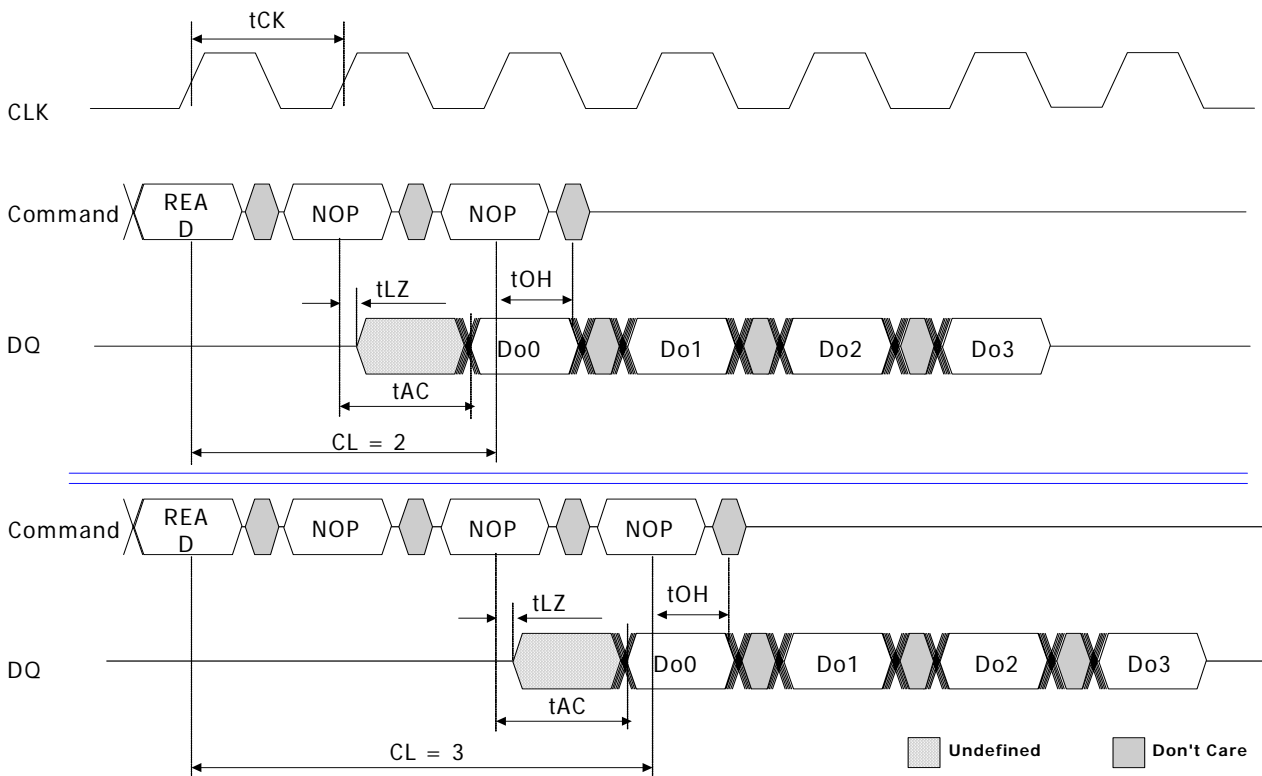 tCK
CLK
Command
REA
D
NOP
NOP
tOH
tLZ
DQ
Do0
Do1
Do2
Do3
tAC
CL = 2
Command
REA
D
NOP
NOP
NOP
tOH
tLZ
DQ
Do0
Do1
Do2
Do3
tAC
CL = 3
Undefined
Don't Care